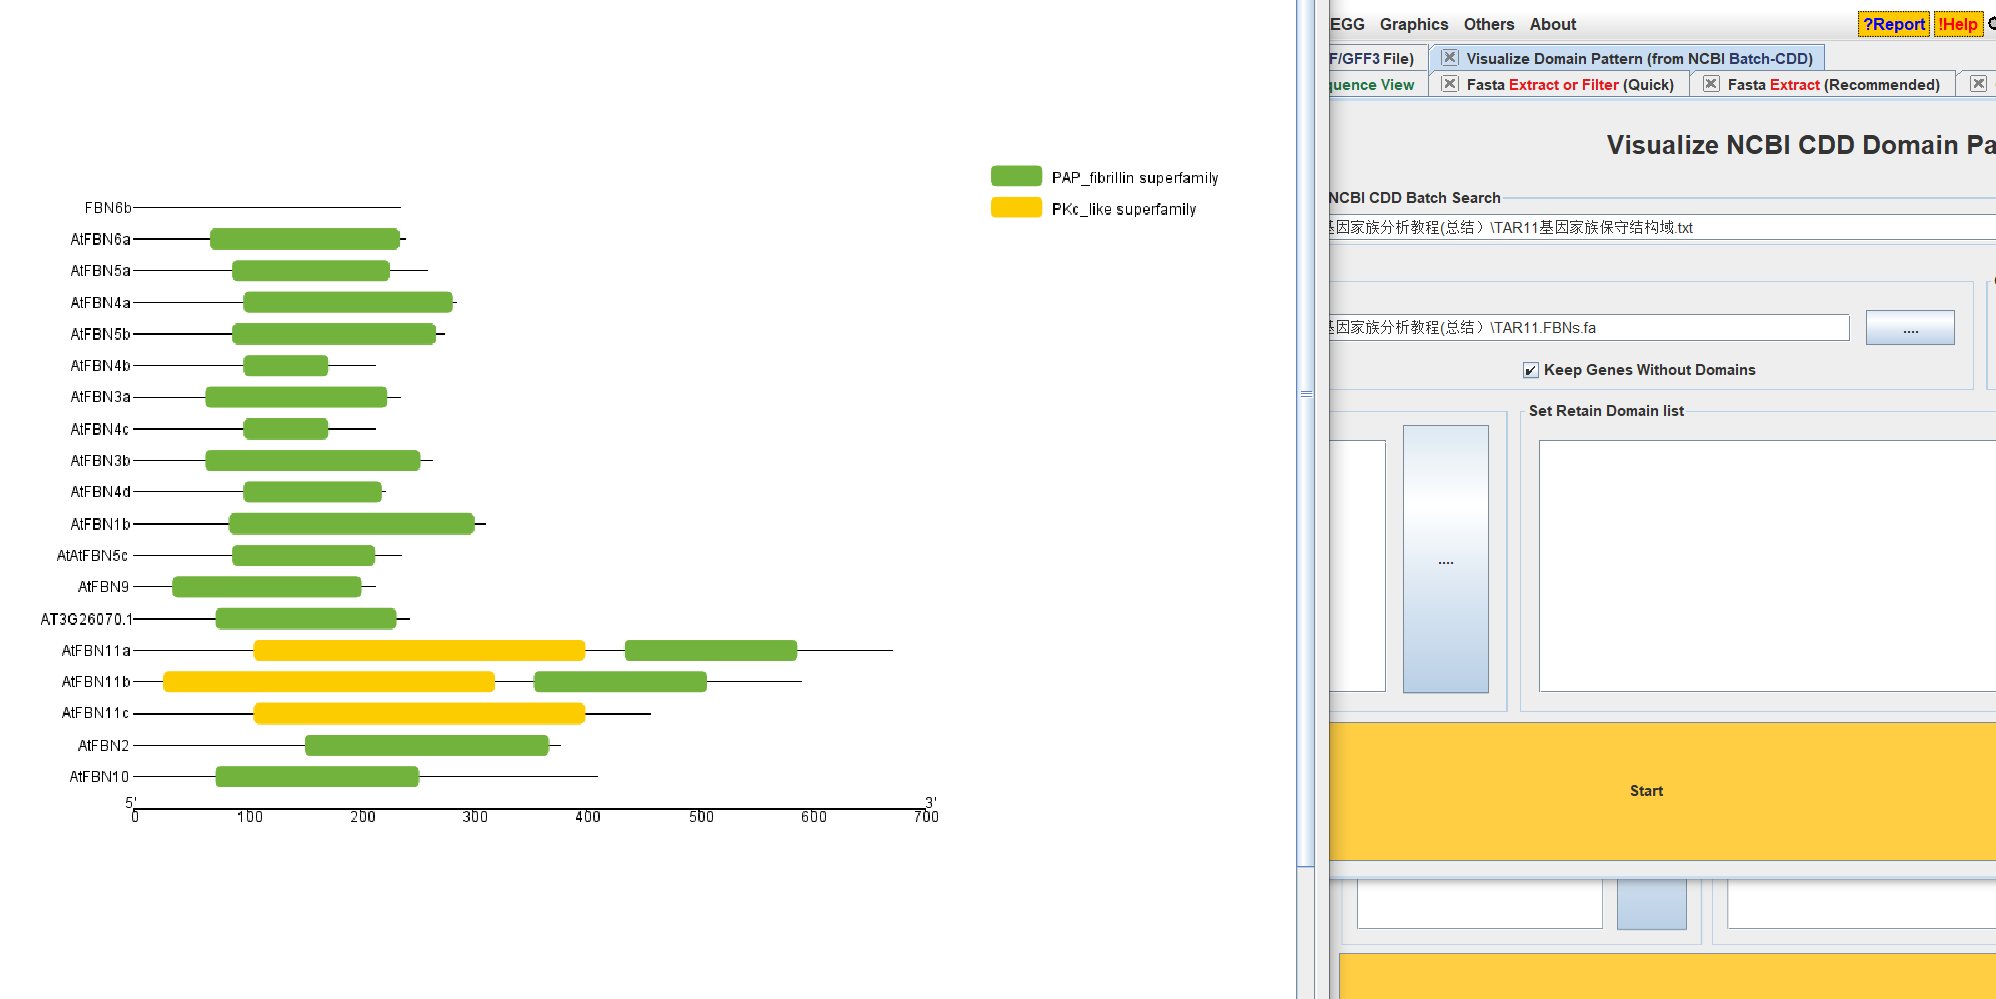 PAP_fibrillin superfamily
PKc_like superfamily
FBN6b
AtFBN6a
AtFBN5a
AtFBN4a
AtFBN5b
AtFBN4b
AtFBN3a
AtFBN4c
AtFBN3b
AtFBN4d
AtFBN1b
AtAtFBN5c
AtFBN9
AT3G26070.1
AtFBN11a
AtFBN11b
AtFBN11c
AtFBN2
AtFBN10
5' 3'
0 100 200 300 400 500 600 700
EGG Graphics Others About ?Report !Help
F/GFF3 File) Visualize Domain Pattern (from NCBI Batch-CDD)
quence View Fasta Extract or Filter (Quick) Fasta Extract (Recommended)
Visualize NCBI CDD Domain Pa
NCBI CDD Batch Search
基因家族分析教程(总结）\TAR11基因家族保守结构域.txt
基因家族分析教程(总结）\TAR11.FBNs.fa
....
Keep Genes Without Domains
Set Retain Domain list
....
Start